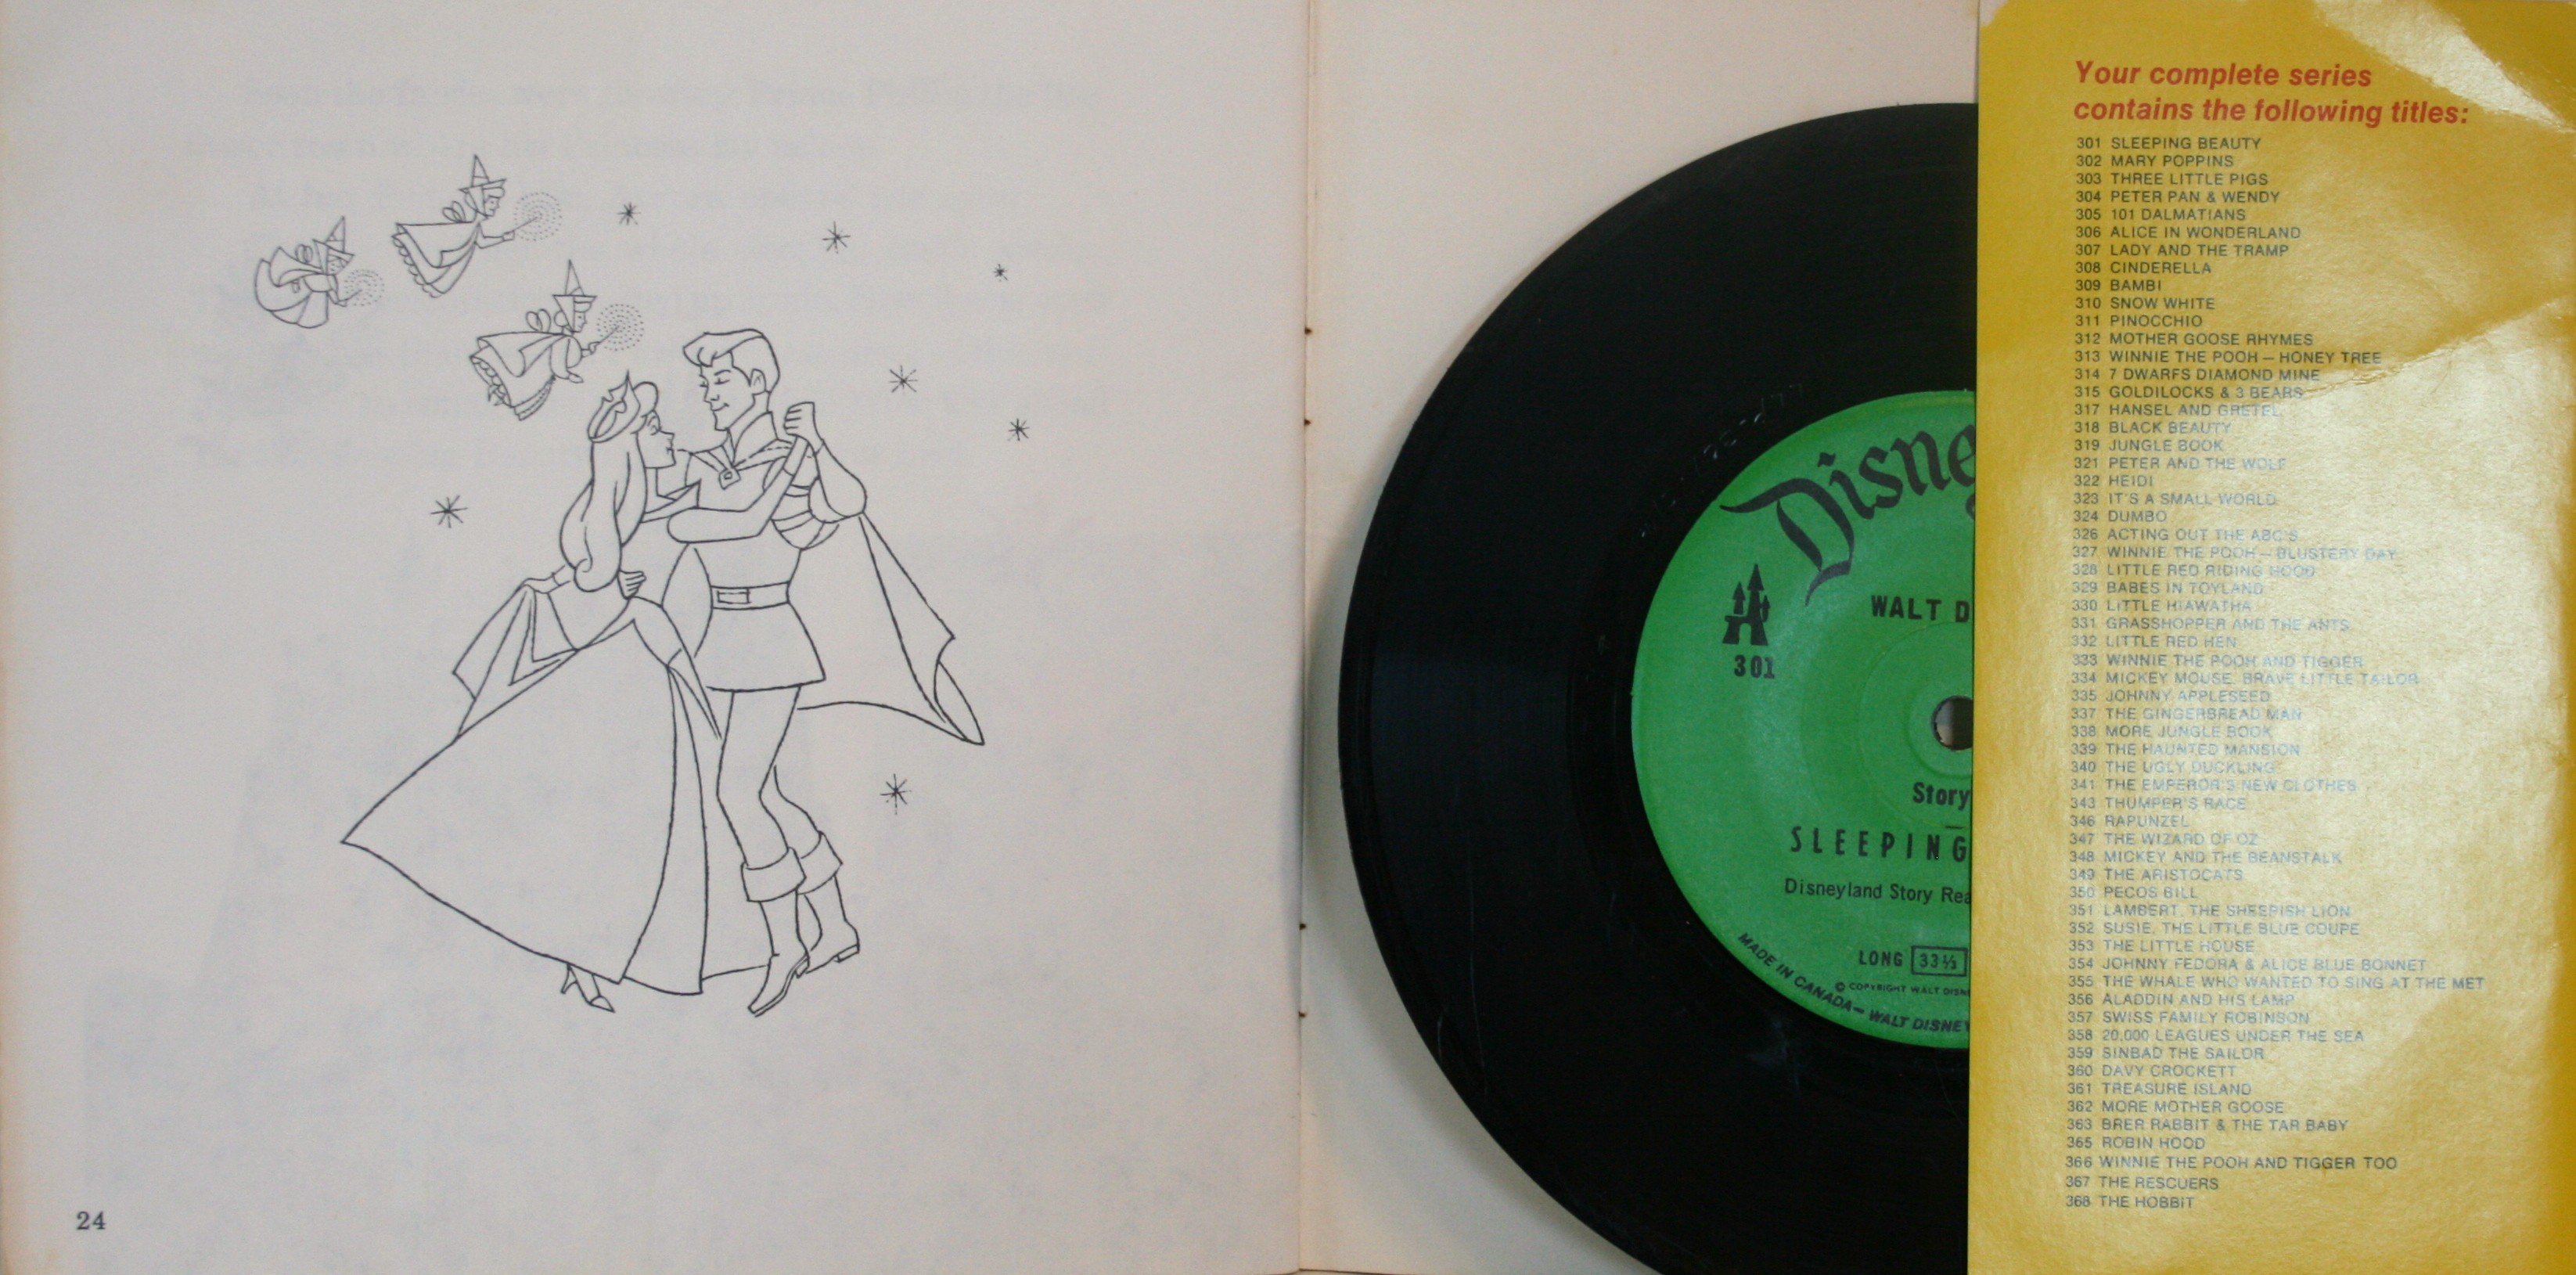 24
Disne
WALT D
301
Story
SLEEPING
Disneyland Story Rea
LONG 33⅓
© COPYRIGHT WALT DISN
MADE IN CANADA— WALT DISNEY
Your complete series
contains the following titles:
301 SLEEPING BEAUTY
302 MARY POPPINS
303 THREE LITTLE PIGS
304 PETER PAN & WENDY
305 101 DALMATIANS
306 ALICE IN WONDERLAND
307 LADY AND THE TRAMP
308 CINDERELLA
309 BAMBI
310 SNOW WHITE
311 PINOCCHIO
312 MOTHER GOOSE RHYMES
313 WINNIE THE POOH – HONEY TREE
314 7 DWARFS DIAMOND MINE
315 GOLDILOCKS & 3 BEARS
317 HANSEL AND GRETEL
318 BLACK BEAUTY
319 JUNGLE BOOK
321 PETER AND THE WOLF
322 HEIDI
323 IT'S A SMALL WORLD
324 DUMBO
326 ACTING OUT THE ABC'S
327 WINNIE THE POOH – BLUSTERY DAY
328 LITTLE RED RIDING HOOD
329 BABES IN TOYLAND
330 LITTLE HIAWATHA
331 GRASSHOPPER AND THE ANTS
332 LITTLE RED HEN
333 WINNIE THE POOH AND TIGGER
334 MICKEY MOUSE, BRAVE LITTLE TAILOR
335 JOHNNY APPLESEED
337 THE GINGERBREAD MAN
338 MORE JUNGLE BOOK
339 THE HAUNTED MANSION
340 THE UGLY DUCKLING
341 THE EMPEROR'S NEW CLOTHES
343 THUMPER'S RACE
346 RAPUNZEL
347 THE WIZARD OF OZ
348 MICKEY AND THE BEANSTALK
349 THE ARISTOCATS
350 PECOS BILL
351 LAMBERT, THE SHEEPISH LION
352 SUSIE, THE LITTLE BLUE COUPE
353 THE LITTLE HOUSE
354 JOHNNY FEDORA & ALICE BLUE BONNET
355 THE WHALE WHO WANTED TO SING AT THE MET
356 ALADDIN AND HIS LAMP
357 SWISS FAMILY ROBINSON
358 20,000 LEAGUES UNDER THE SEA
359 SINBAD THE SAILOR
360 DAVY CROCKETT
361 TREASURE ISLAND
362 MORE MOTHER GOOSE
363 BRER RABBIT & THE TAR BABY
365 ROBIN HOOD
366 WINNIE THE POOH AND TIGGER TOO
367 THE RESCUERS
368 THE HOBBIT